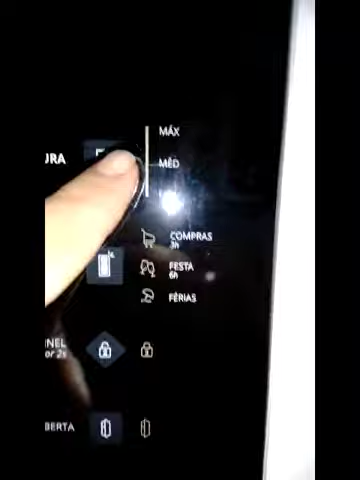 MÁX
URA
MÉD
COMPRAS
3h
FESTA
6h
FÉRIAS
NEL
or 2s
BERTA